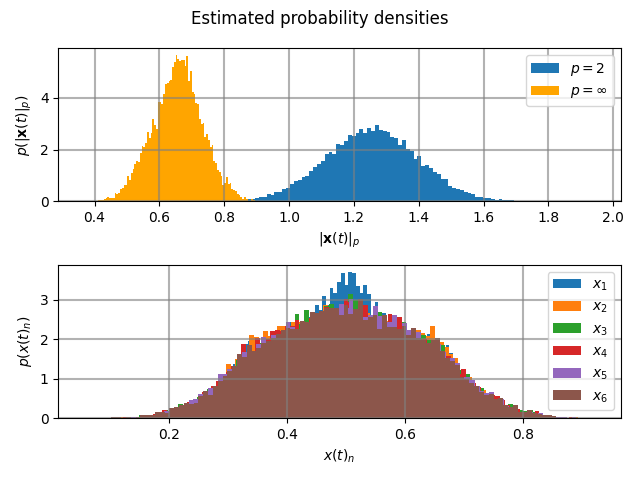 Estimated probability densities
p(|x(t)|ₚ)
4
2
0
p = 2
p = ∞
0.4 0.6 0.8 1.0 1.2 1.4 1.6 1.8 2.0
|x(t)|ₚ
p(x(t)ₙ)
3
2
1
0
x₁
x₂
x₃
x₄
x₅
x₆
0.2 0.4 0.6 0.8
x(t)ₙ